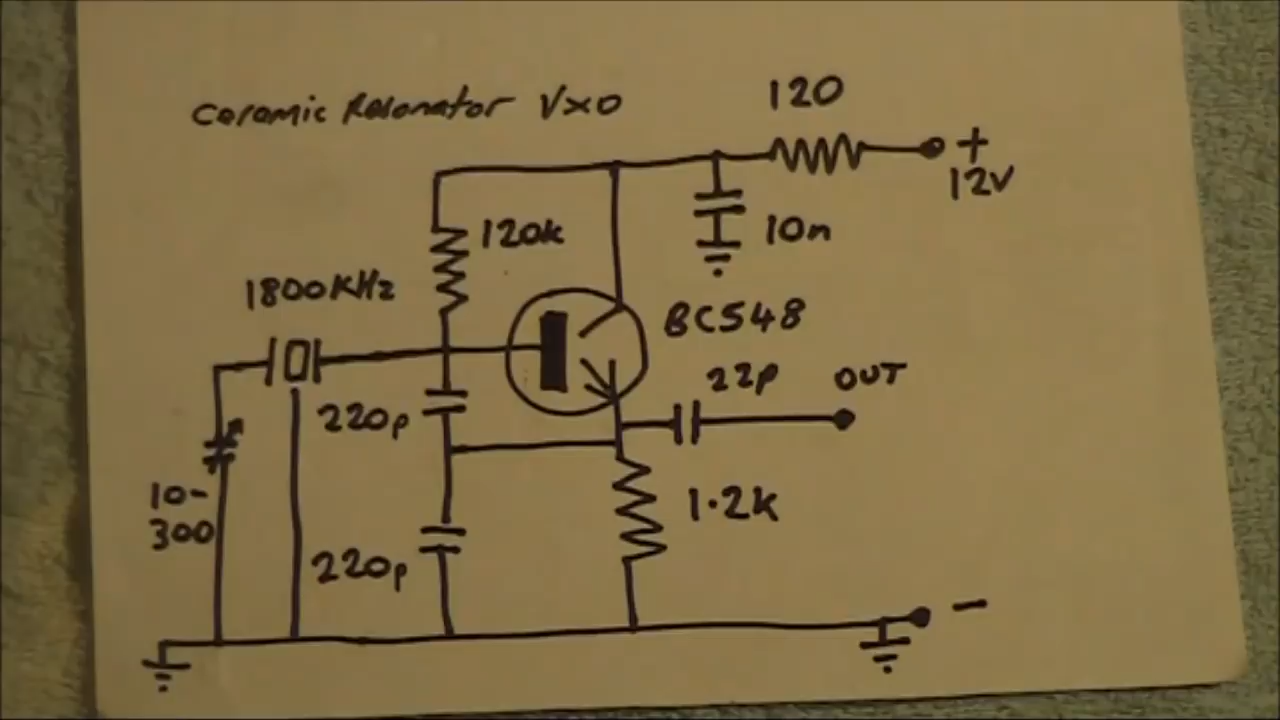 Ceramic Resonator VXO
120
+
12V
120k
10n
1800KHz
BC548
22p
OUT
220p
10-
300
1.2k
220p
-